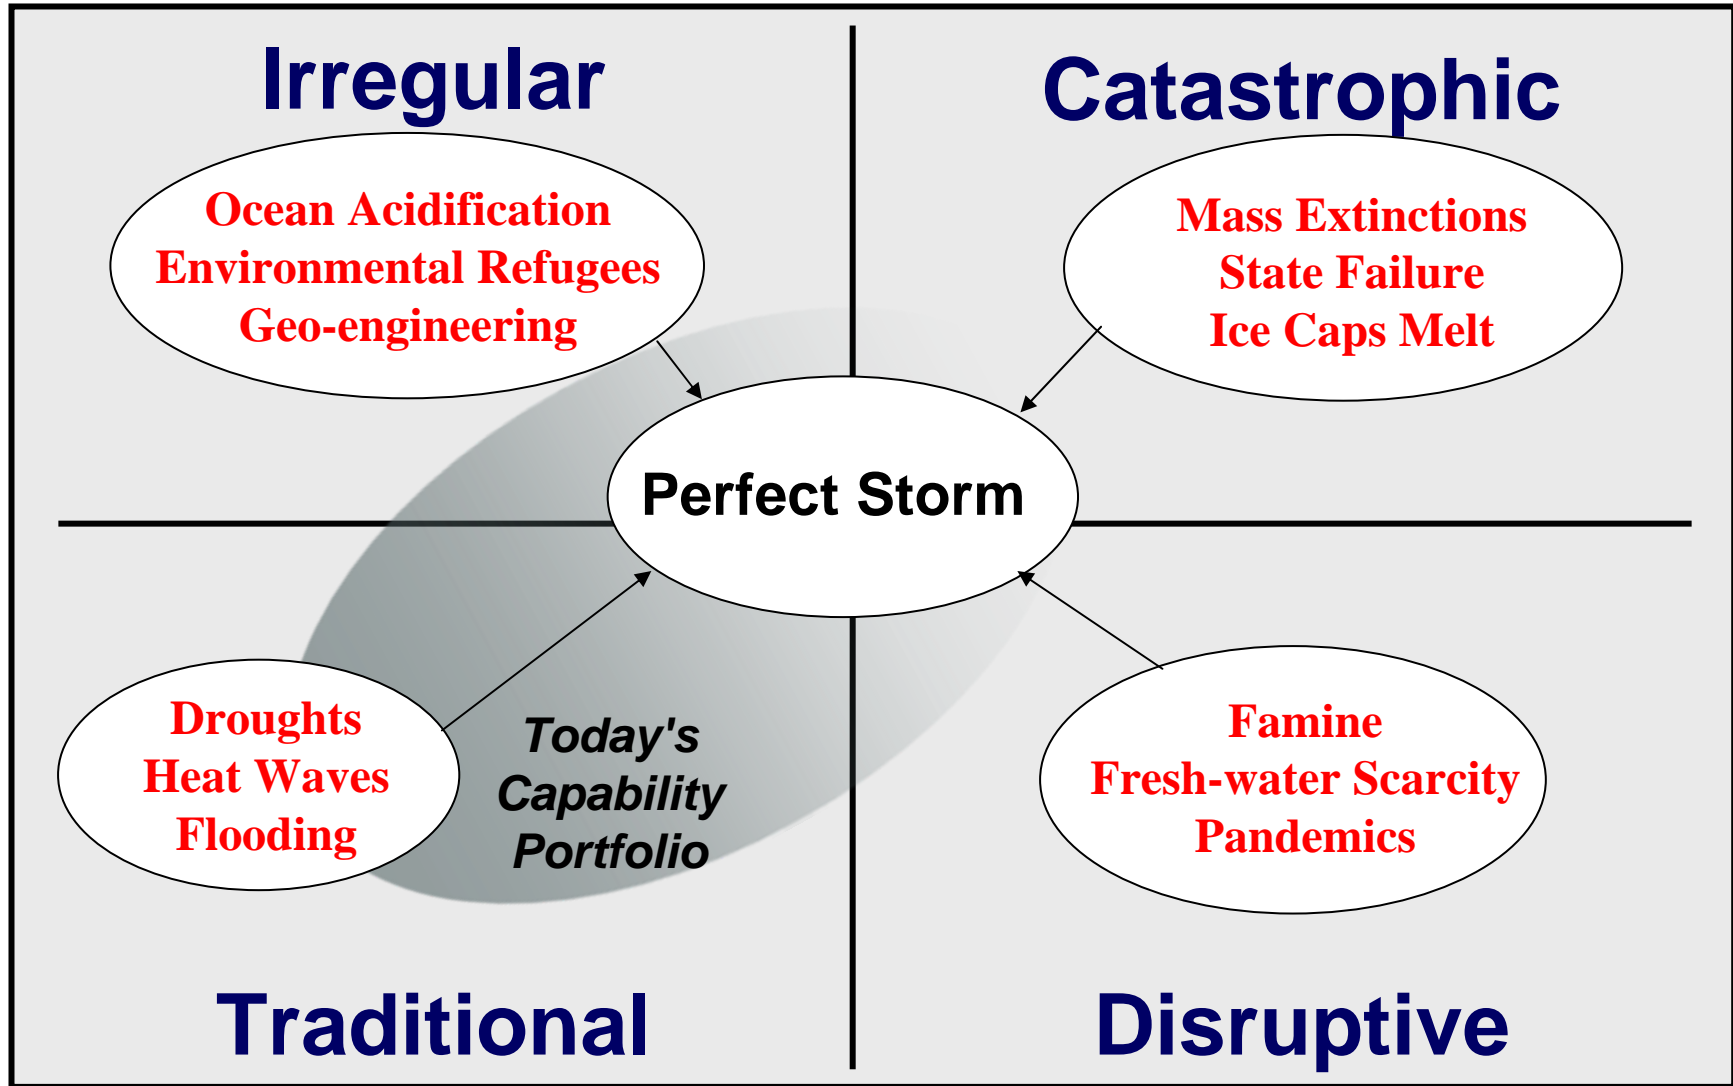 Irregular
Catastrophic
Ocean Acidification
Environmental Refugees
Geo-engineering
Mass Extinctions
State Failure
Ice Caps Melt
Perfect Storm
Droughts
Heat Waves
Flooding
Today's
Capability
Portfolio
Famine
Fresh-water Scarcity
Pandemics
Traditional
Disruptive